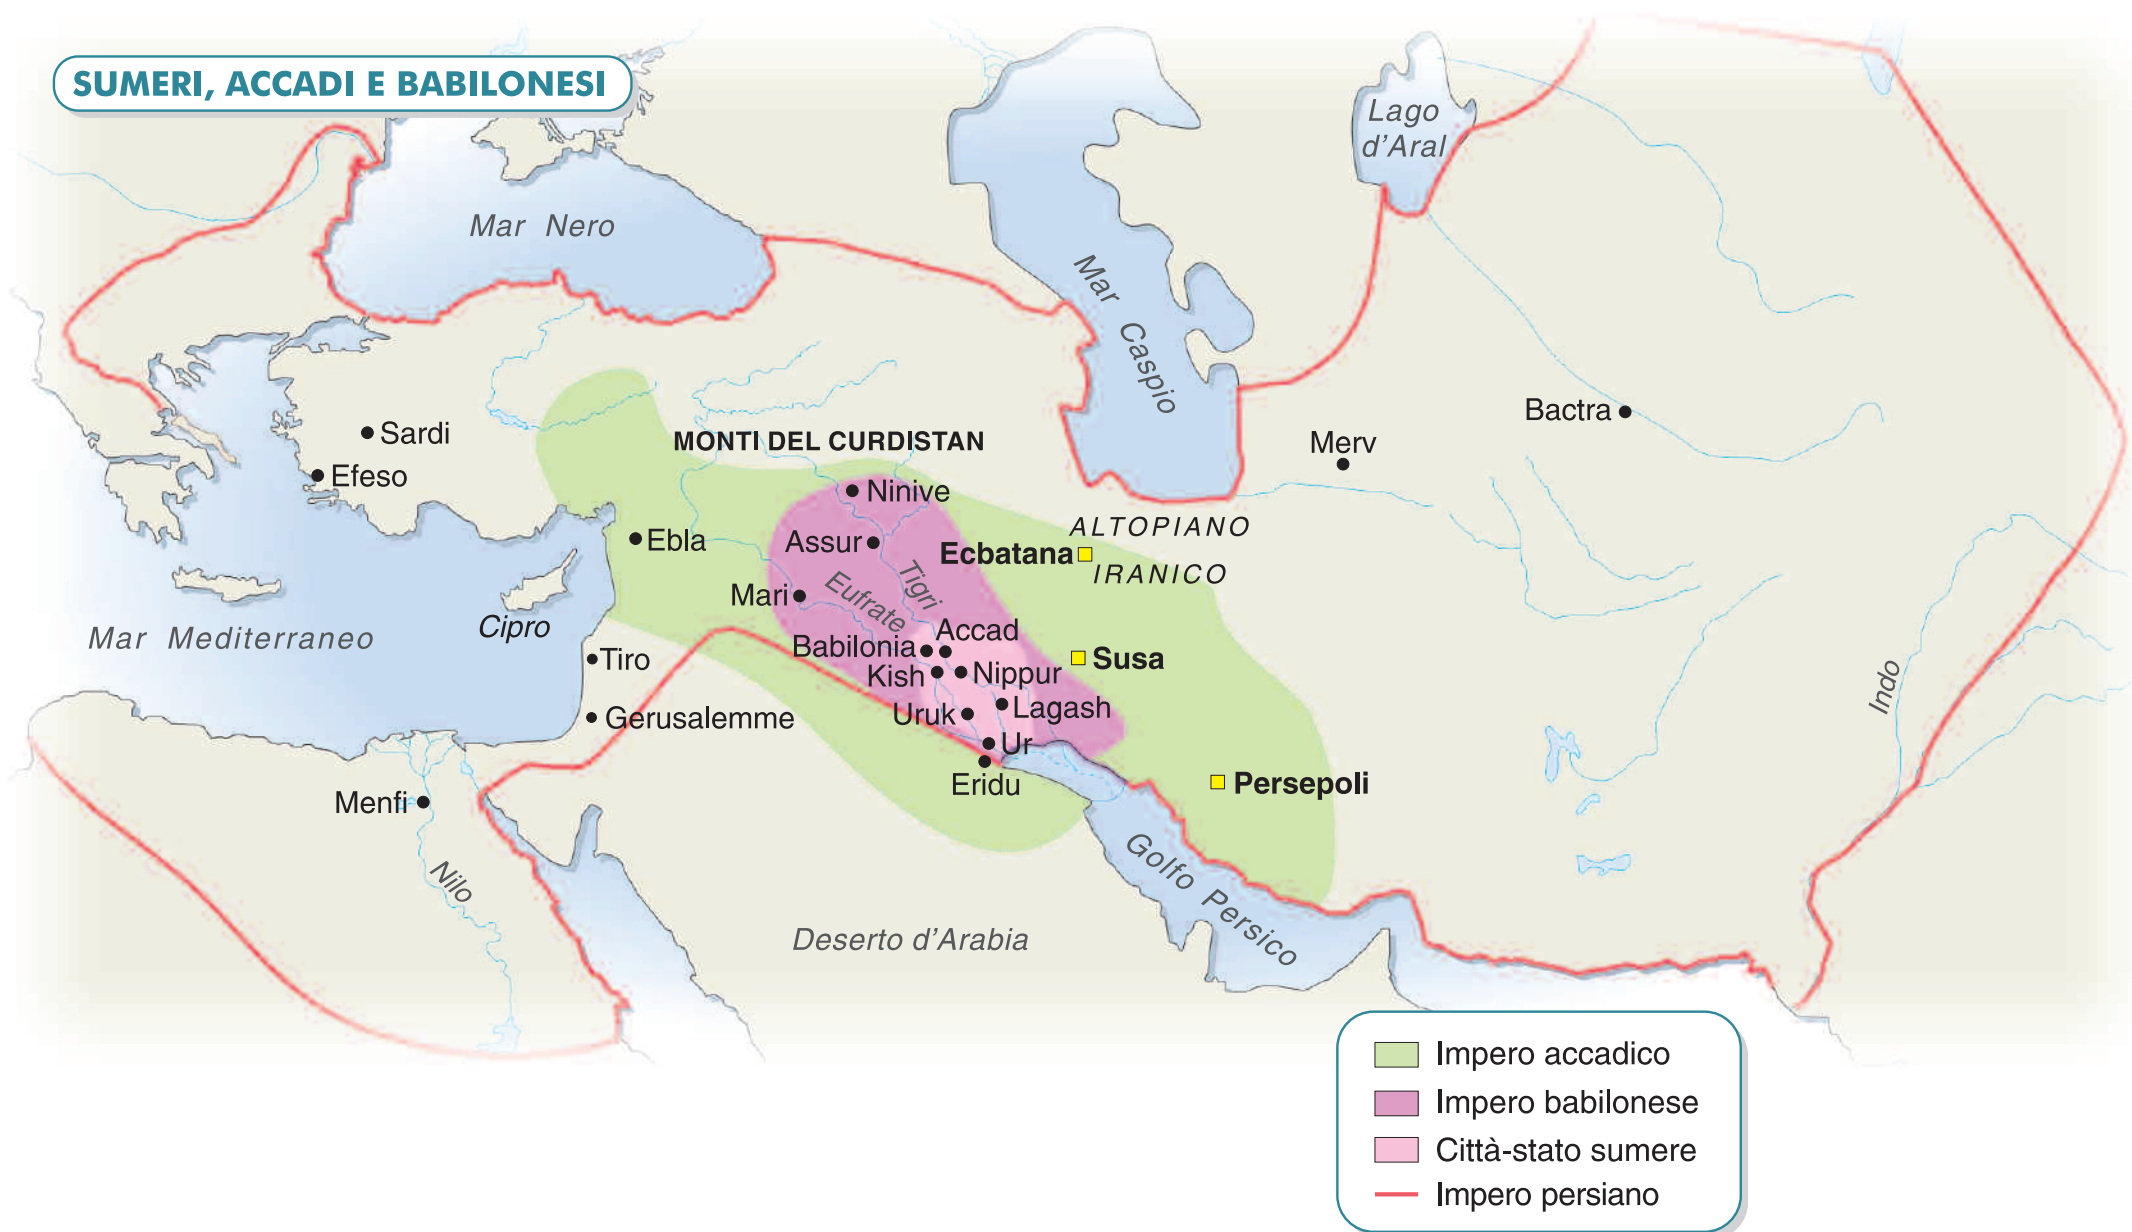 SUMERI, ACCADI E BABILONESI
Lago
d'Aral
Mar Nero
Mar Caspio
Bactra
Sardi
MONTI DEL CURDISTAN
Merv
Efeso
Ninive
ALTOPIANO
Ebla
Assur
Ecbatana
IRANICO
Tigri
Mari
Eufrate
Mar Mediterraneo
Cipro
Accad
Babilonia
Tiro
Susa
Kish
Nippur
Indo
Gerusalemme
Uruk
Lagash
Ur
Eridu
Persepoli
Menfi
Nilo
Golfo Persico
Deserto d'Arabia
Impero accadico
Impero babilonese
Città-stato sumere
Impero persiano